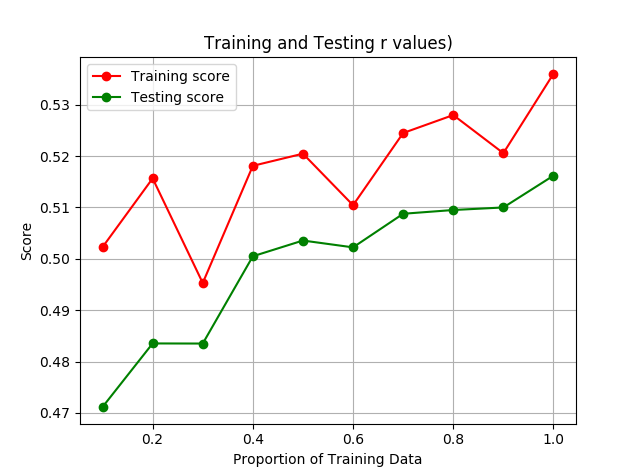 Training and Testing r values)
Training score
Testing score
0.53
0.52
0.51
0.50
0.49
0.48
0.47
Score
0.2 0.4 0.6 0.8 1.0
Proportion of Training Data